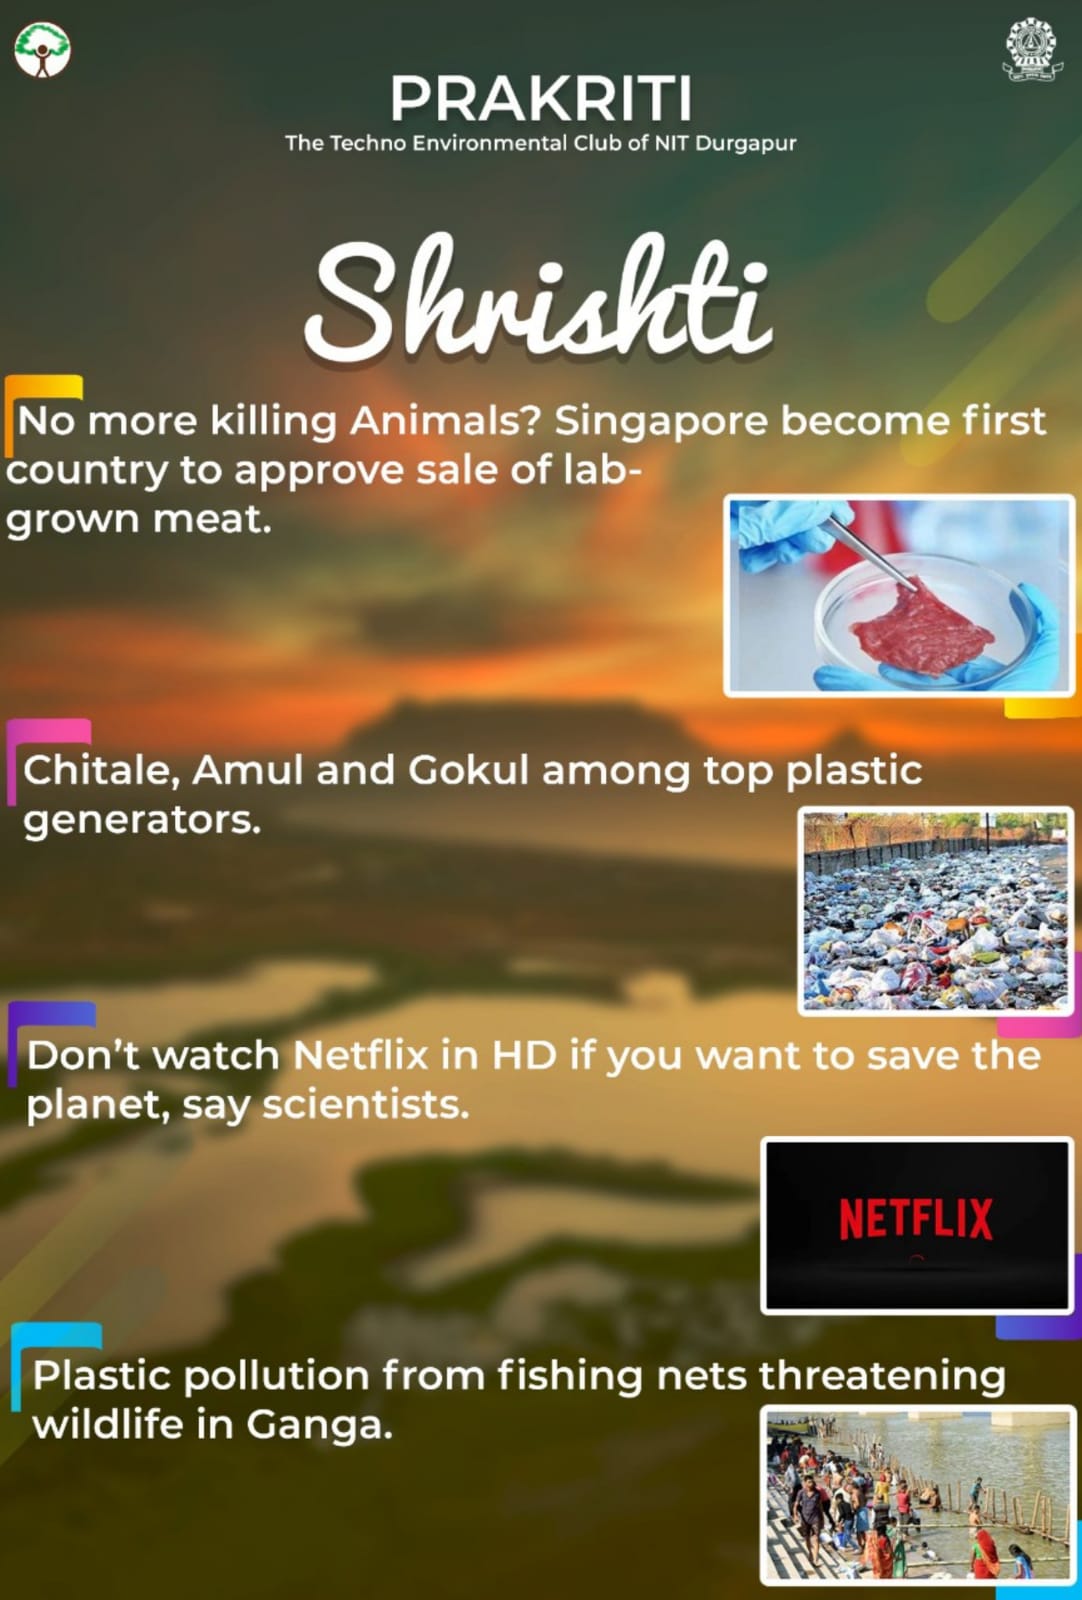 PRAKRITI
The Techno Environmental Club of NIT Durgapur
Shrishti
No more killing Animals? Singapore become first
country to approve sale of lab-
grown meat.
Chitale, Amul and Gokul among top plastic
generators.
Don't watch Netflix in HD if you want to save the
planet, say scientists.
NETFLIX
Plastic pollution from fishing nets threatening
wildlife in Ganga.